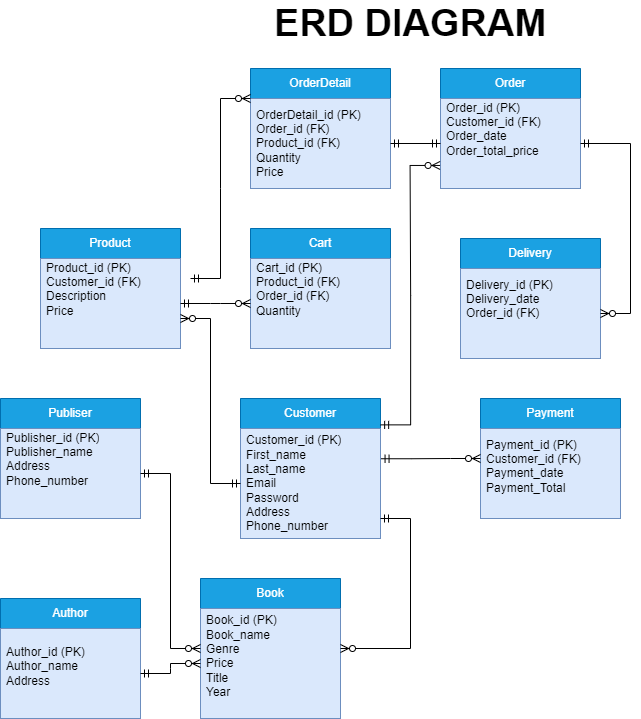 ERD DIAGRAM
OrderDetail
OrderDetail_id (PK)
Order_id (FK)
Product_id (FK)
Quantity
Price
Order
Order_id (PK)
Customer_id (FK)
Order_date
Order_total_price
Product
Product_id (PK)
Customer_id (FK)
Description
Price
Cart
Cart_id (PK)
Product_id (FK)
Order_id (FK)
Quantity
Delivery
Delivery_id (PK)
Delivery_date
Order_id (FK)
Publiser
Publisher_id (PK)
Publisher_name
Address
Phone_number
Customer
Customer_id (PK)
First_name
Last_name
Email
Password
Address
Phone_number
Payment
Payment_id (PK)
Customer_id (FK)
Payment_date
Payment_Total
Author
Author_id (PK)
Author_name
Address
Book
Book_id (PK)
Book_name
Genre
Price
Title
Year